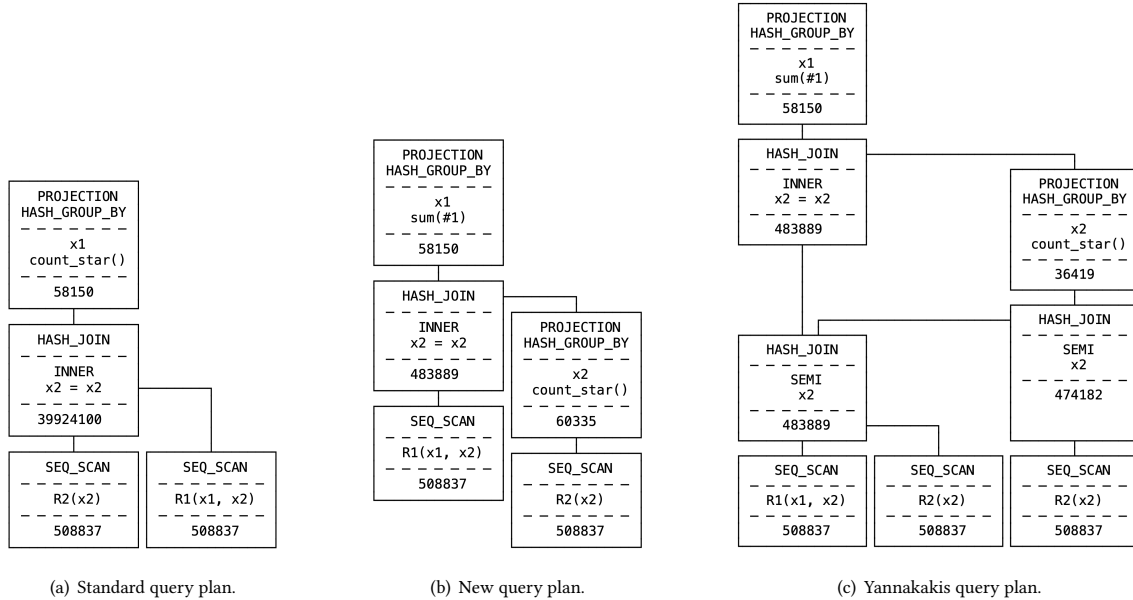 PROJECTION
HASH_GROUP_BY
x1
count_star()
58150
HASH_JOIN
INNER
x2 = x2
39924100
SEQ_SCAN
R2(x2)
508837
SEQ_SCAN
R1(x1, x2)
508837
(a) Standard query plan.
PROJECTION
HASH_GROUP_BY
x1
sum(#1)
58150
HASH_JOIN
INNER
x2 = x2
483889
PROJECTION
HASH_GROUP_BY
x2
count_star()
60335
SEQ_SCAN
R1(x1, x2)
508837
SEQ_SCAN
R2(x2)
508837
(b) New query plan.
PROJECTION
HASH_GROUP_BY
x1
sum(#1)
58150
HASH_JOIN
INNER
x2 = x2
483889
PROJECTION
HASH_GROUP_BY
x2
count_star()
36419
HASH_JOIN
SEMI
x2
483889
HASH_JOIN
SEMI
x2
474182
SEQ_SCAN
R1(x1, x2)
508837
SEQ_SCAN
R2(x2)
508837
SEQ_SCAN
R2(x2)
508837
(c) Yannakakis query plan.